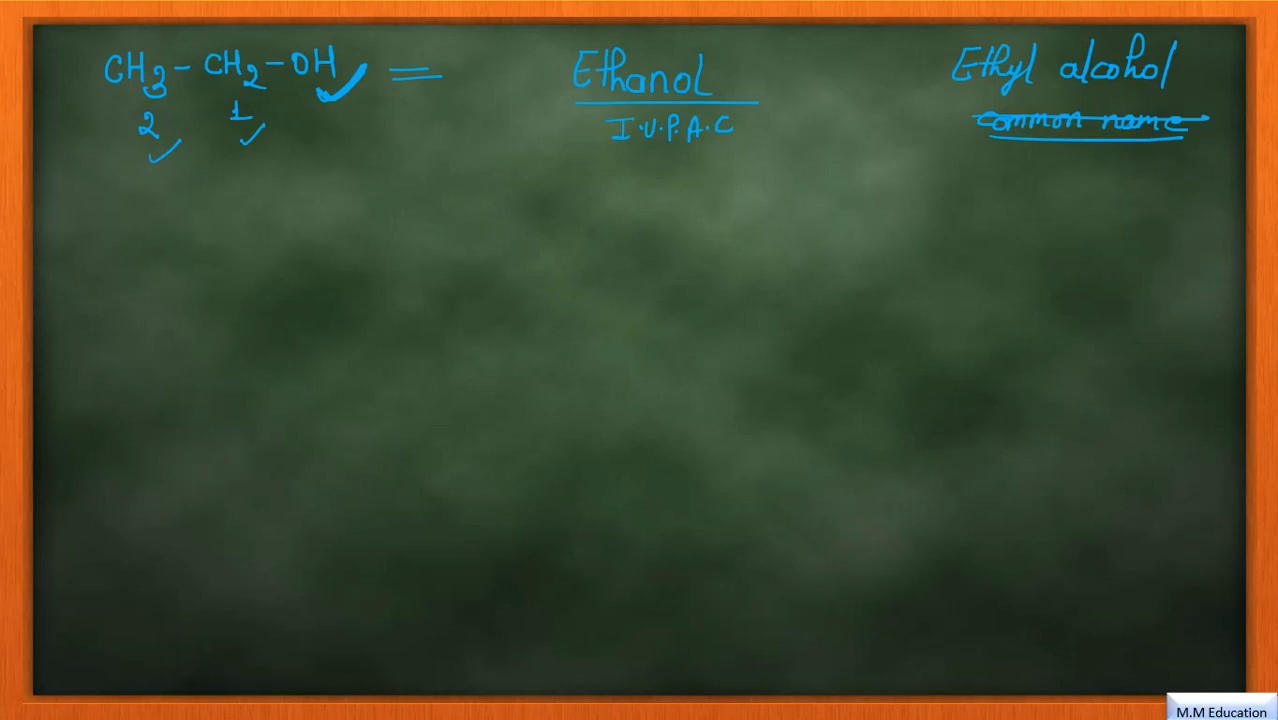 CH3 - CH2 - OH = Ethanol Ethyl alcohol
2 1 I.U.P.A.C common name
M.M Education